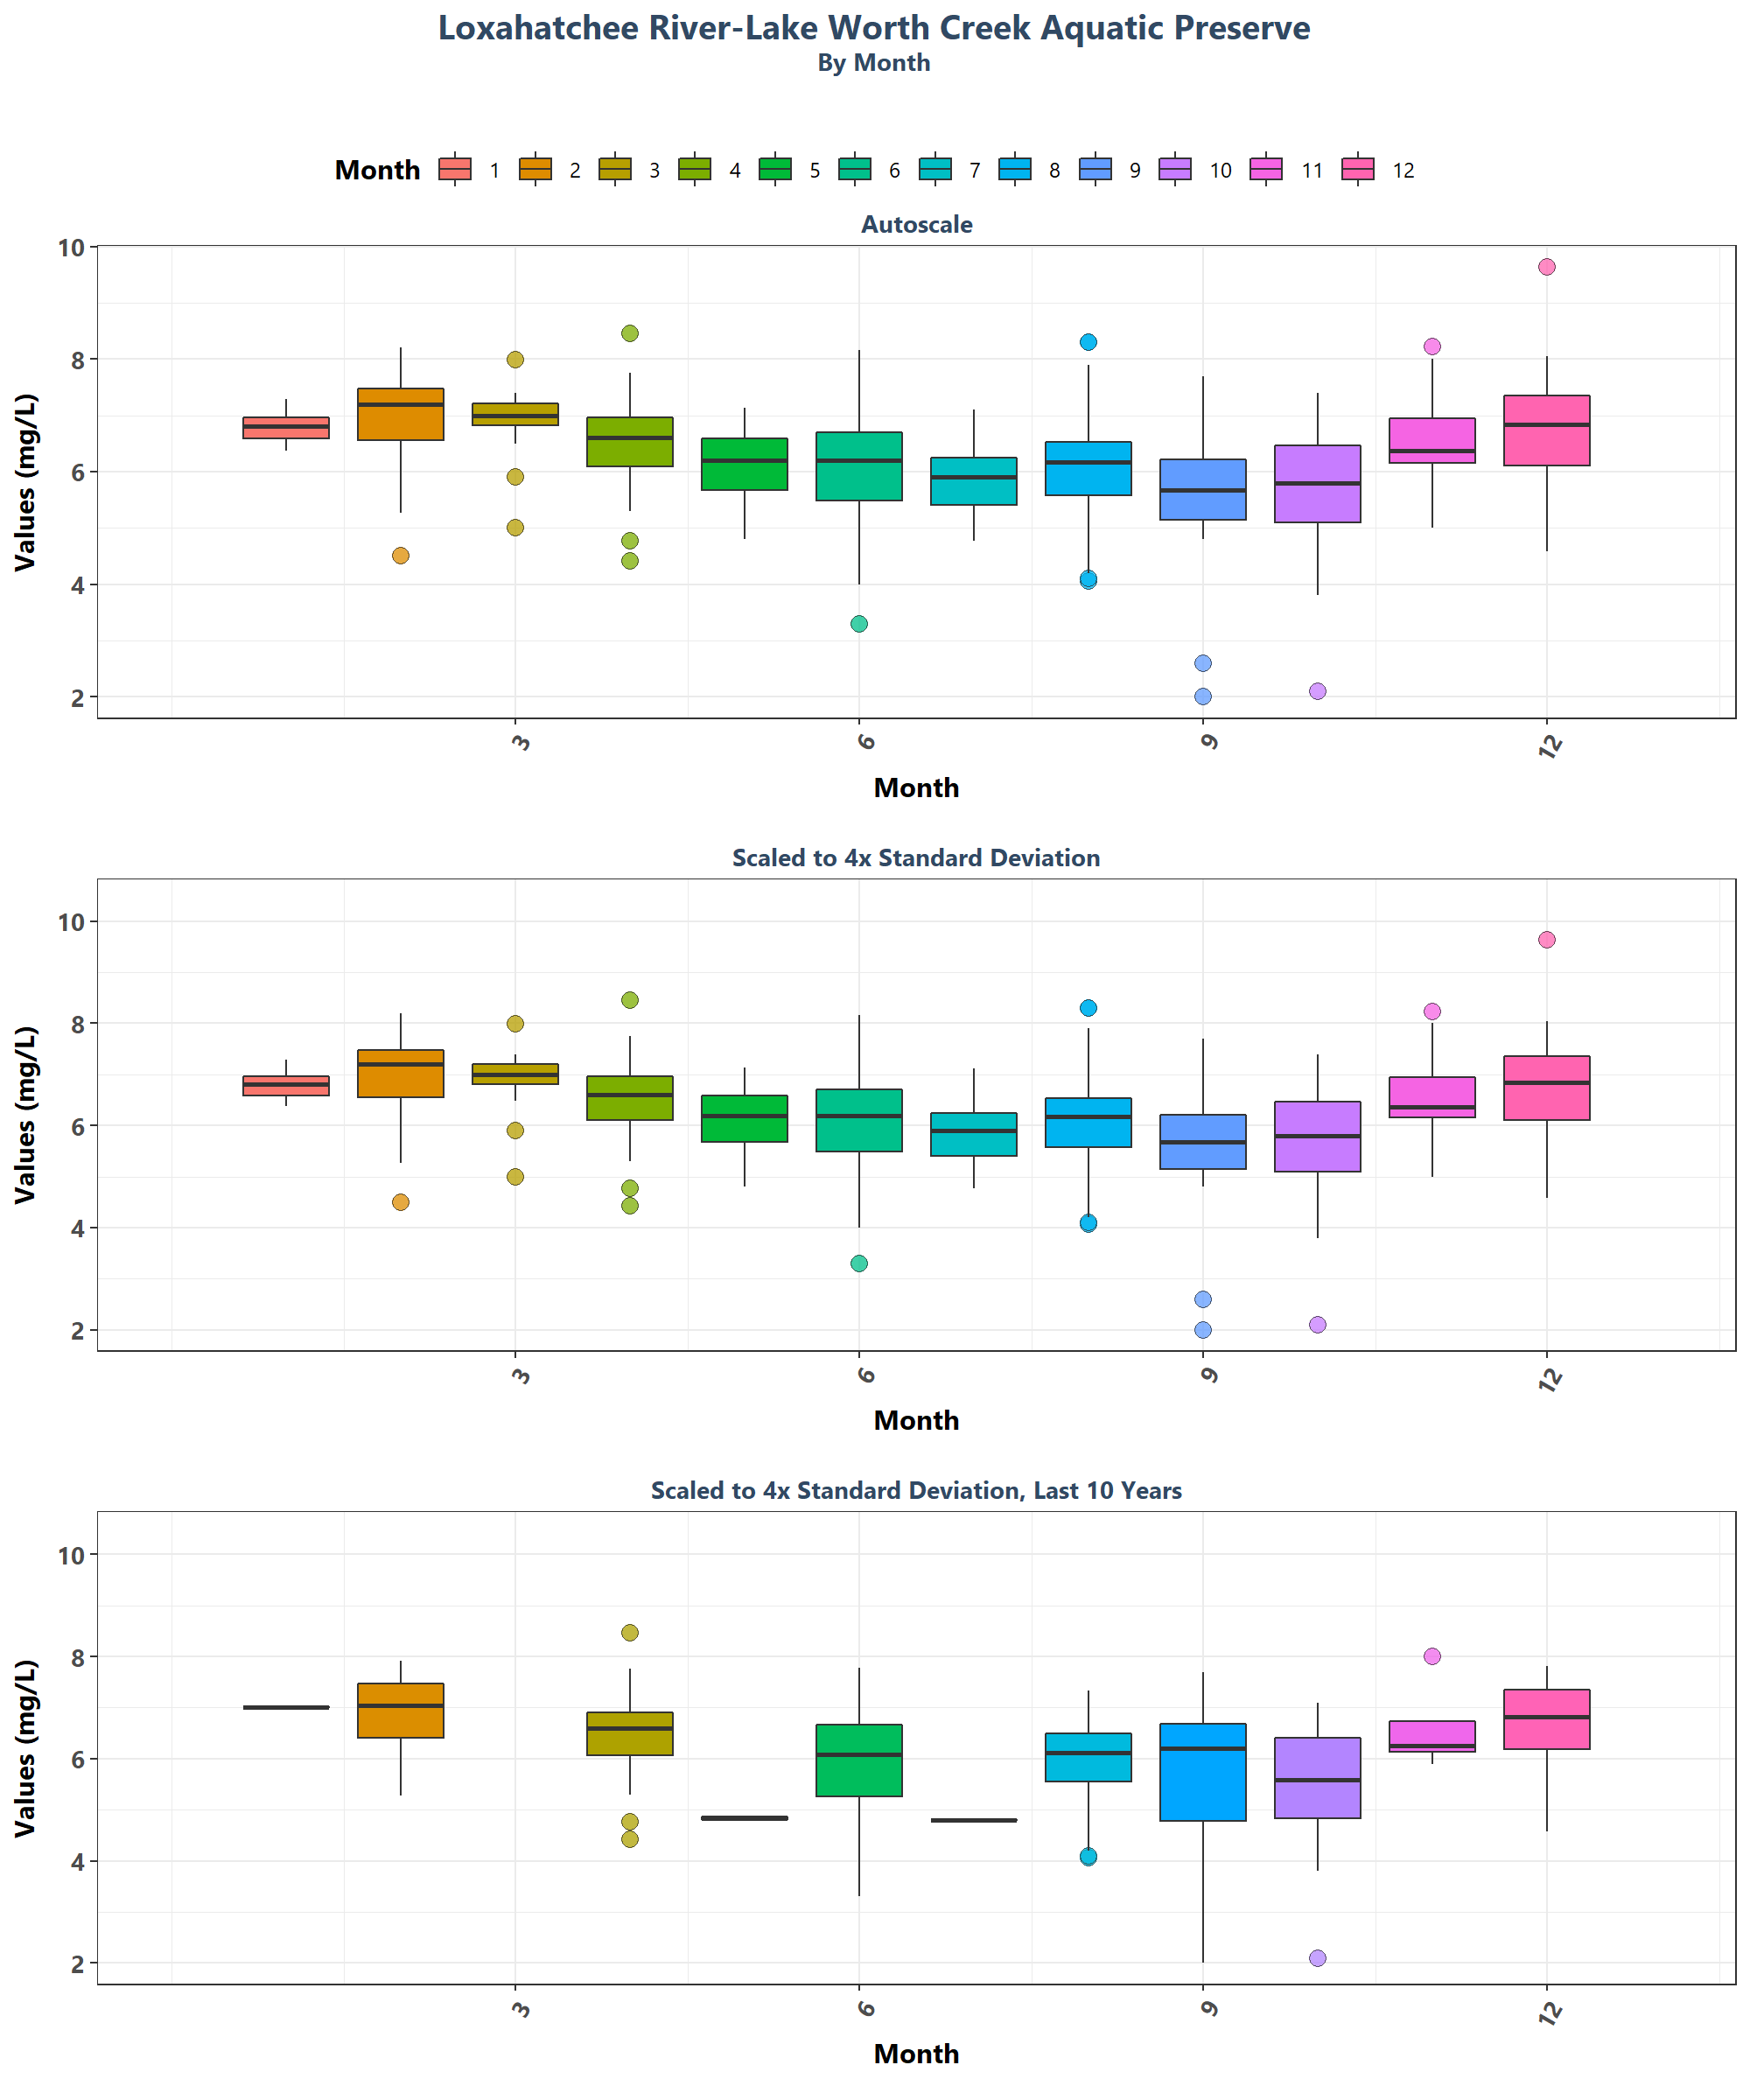 Loxahatchee River-Lake Worth Creek Aquatic Preserve
By Month
Month 1 2 3 4 5 6 7 8 9 10 11 12
Autoscale
Values (mg/L)
10
8
6
4
2
3 6 9 12
Month
Scaled to 4x Standard Deviation
Values (mg/L)
10
8
6
4
2
3 6 9 12
Month
Scaled to 4x Standard Deviation, Last 10 Years
Values (mg/L)
10
8
6
4
2
3 6 9 12
Month